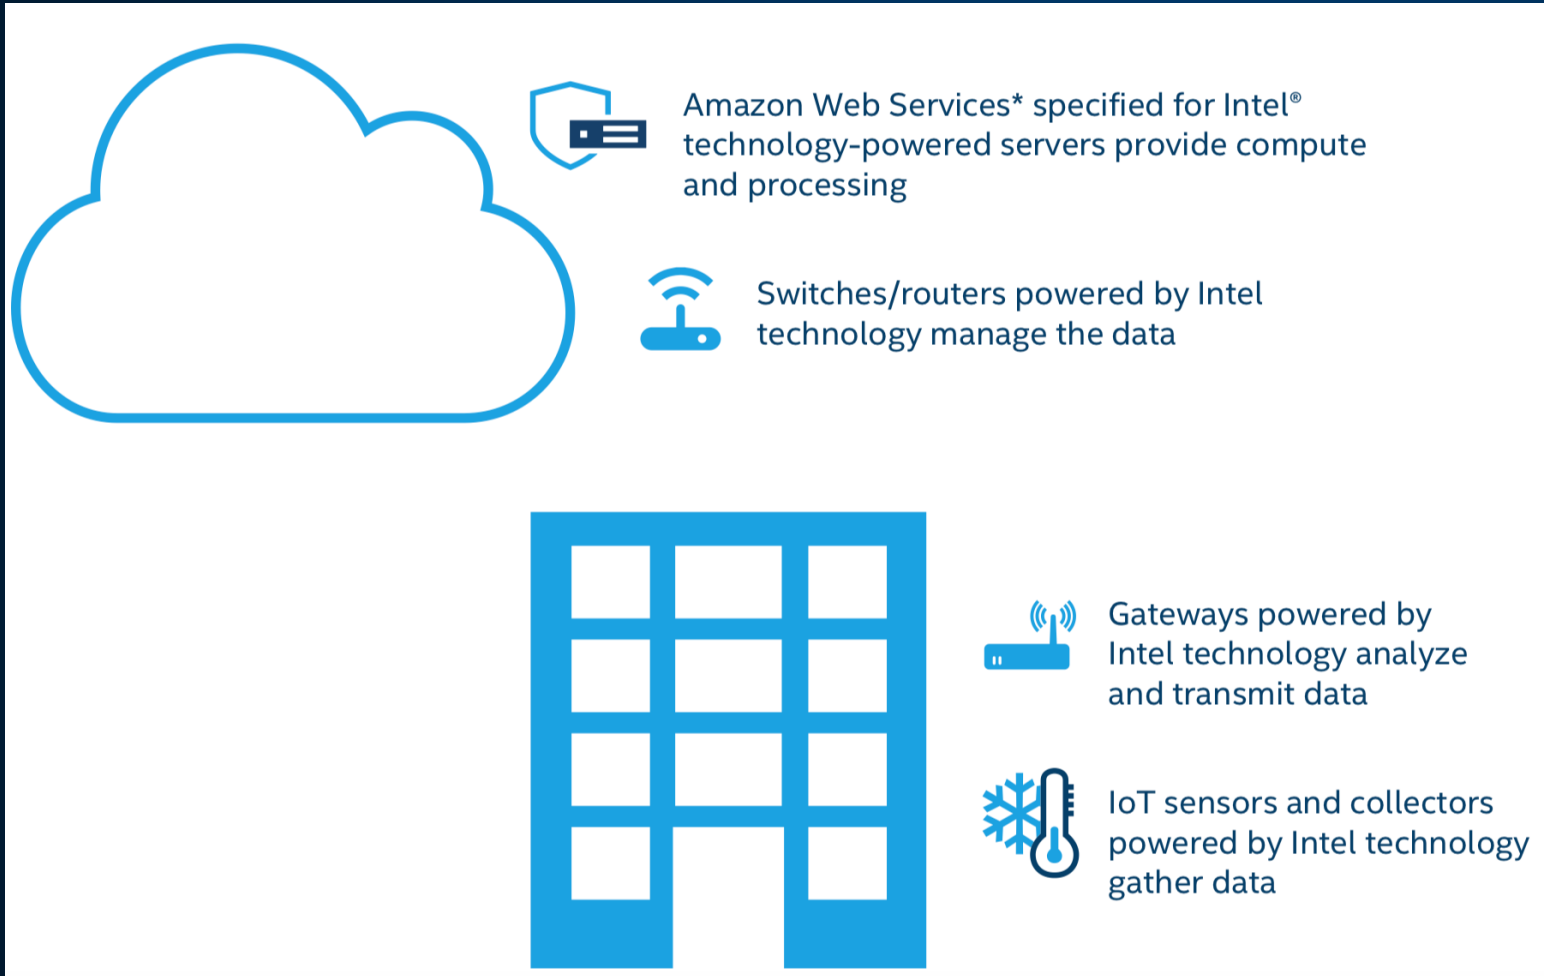 Amazon Web Services* specified for Intel®
technology-powered servers provide compute
and processing
Switches/routers powered by Intel
technology manage the data
Gateways powered by
Intel technology analyze
and transmit data
IoT sensors and collectors
powered by Intel technology
gather data